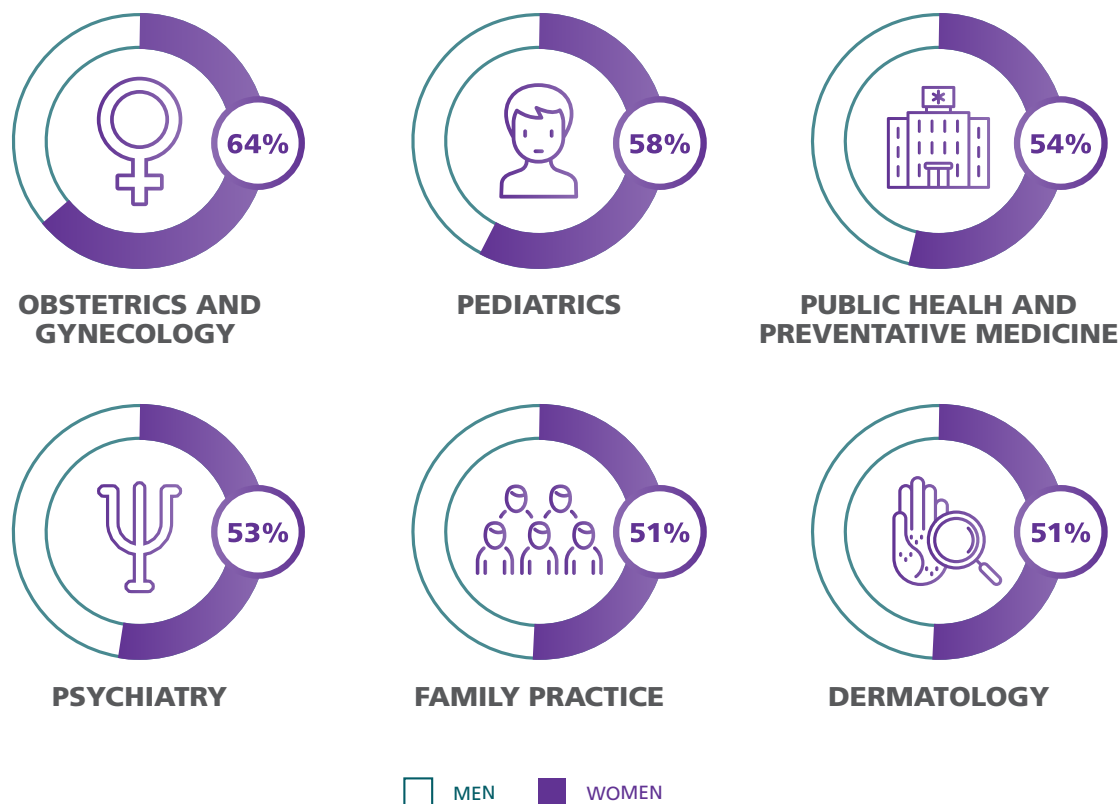 64%
58%
54%
OBSTETRICS AND
GYNECOLOGY
PEDIATRICS
PUBLIC HEALH AND
PREVENTATIVE MEDICINE
53%
51%
51%
PSYCHIATRY
FAMILY PRACTICE
DERMATOLOGY
MEN
WOMEN